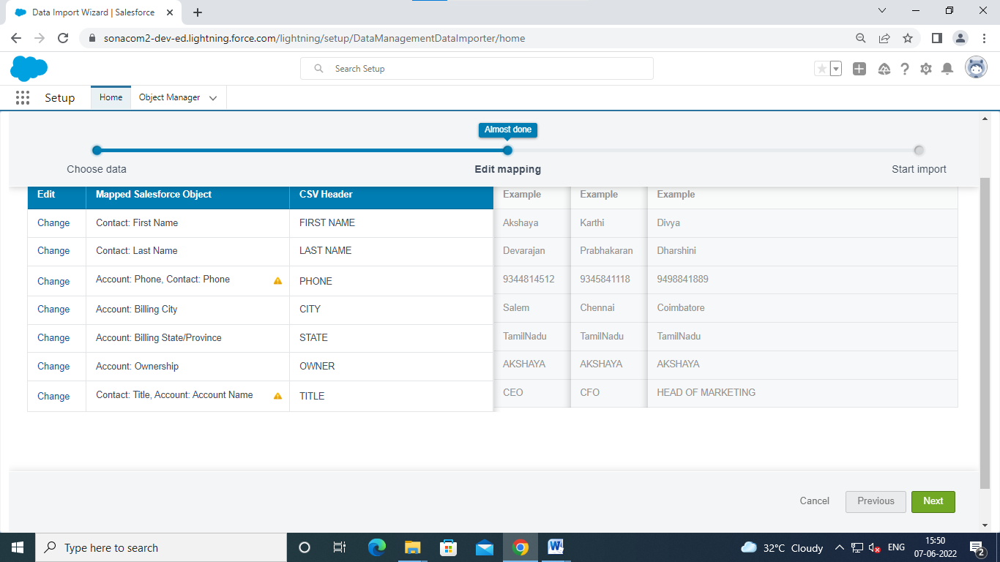 Data Import Wizard | Salesforce
sonacom2-dev-ed.lightning.force.com/lightning/setup/DataManagementDataImporter/home
Search Setup
Setup Home Object Manager
Almost done
Choose data Edit mapping Start import
Edit Mapped Salesforce Object CSV Header Example Example Example
Change Contact: First Name FIRST NAME Akshaya Karthi Divya
Change Contact: Last Name LAST NAME Devarajan Prabhakaran Dharshini
Change Account: Phone, Contact: Phone PHONE 9344814512 9345841118 9498841889
Change Account: Billing City CITY Salem Chennai Coimbatore
Change Account: Billing State/Province STATE TamilNadu TamilNadu TamilNadu
Change Account: Ownership OWNER AKSHAYA AKSHAYA AKSHAYA
Change Contact: Title, Account: Account Name TITLE CEO CFO HEAD OF MARKETING
Cancel Previous Next
Type here to search 32°C Cloudy ENG 15:50
07-06-2022 2